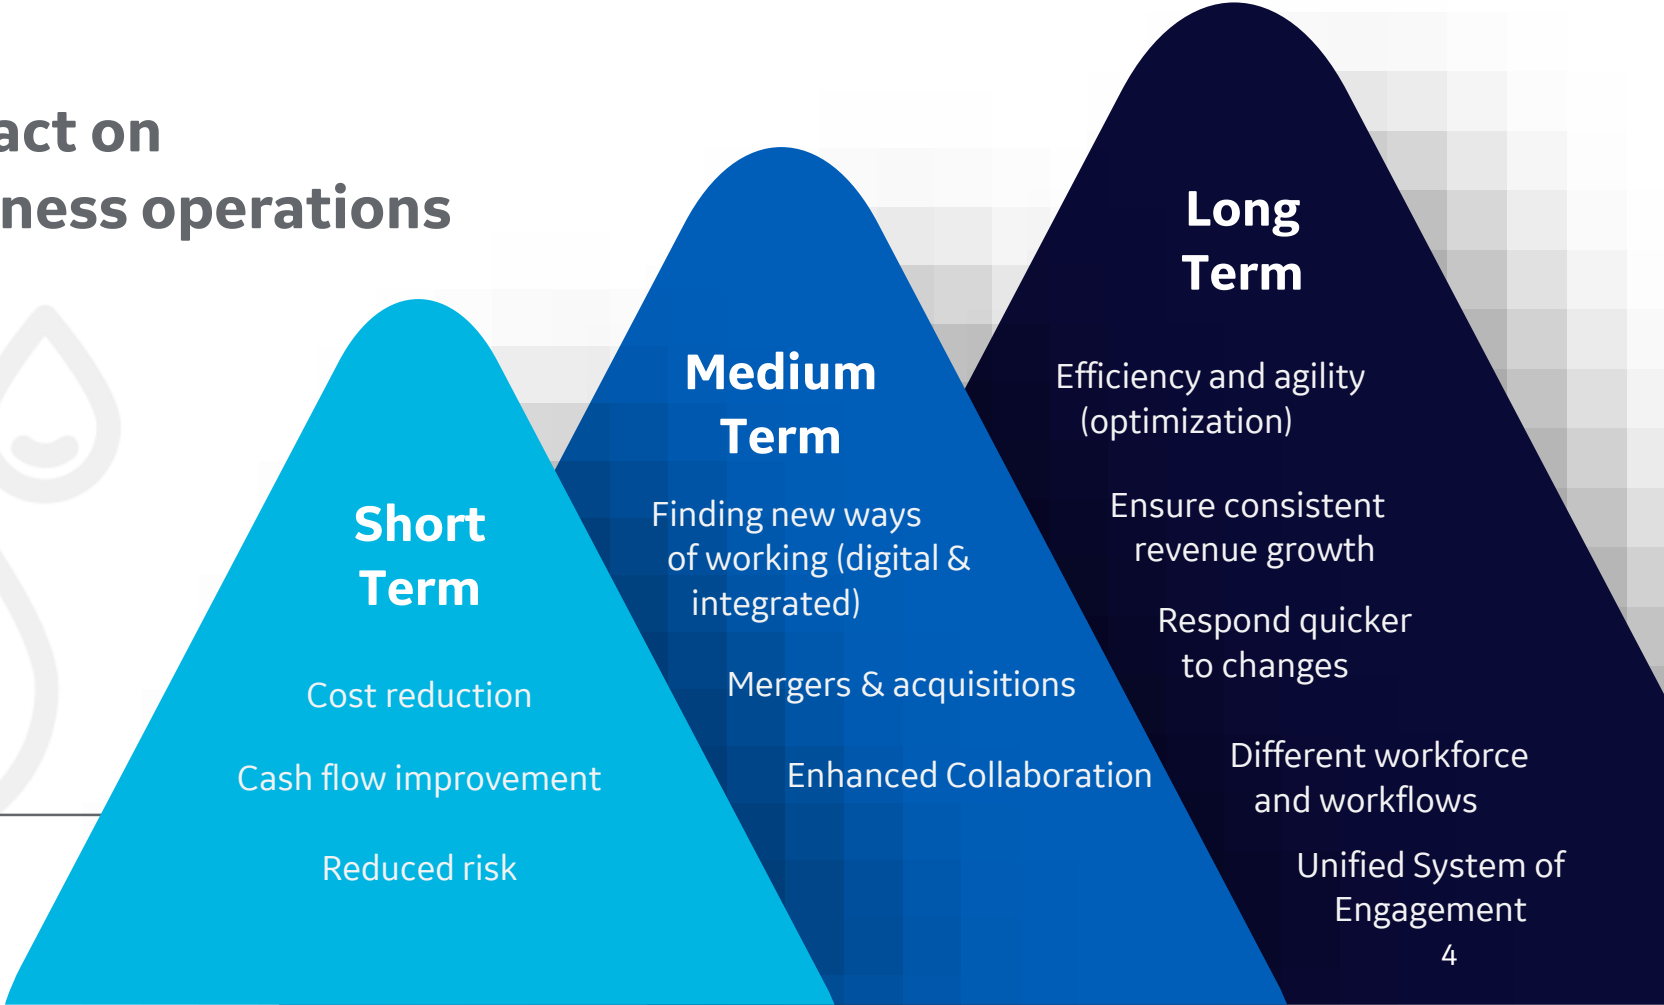 act on
ness operations
Short
Term
Cost reduction
Cash flow improvement
Reduced risk
Medium
Term
Finding new ways
of working (digital &
integrated)
Mergers & acquisitions
Enhanced Collaboration
Long
Term
Efficiency and agility
(optimization)
Ensure consistent
revenue growth
Respond quicker
to changes
Different workforce
and workflows
Unified System of
Engagement
4